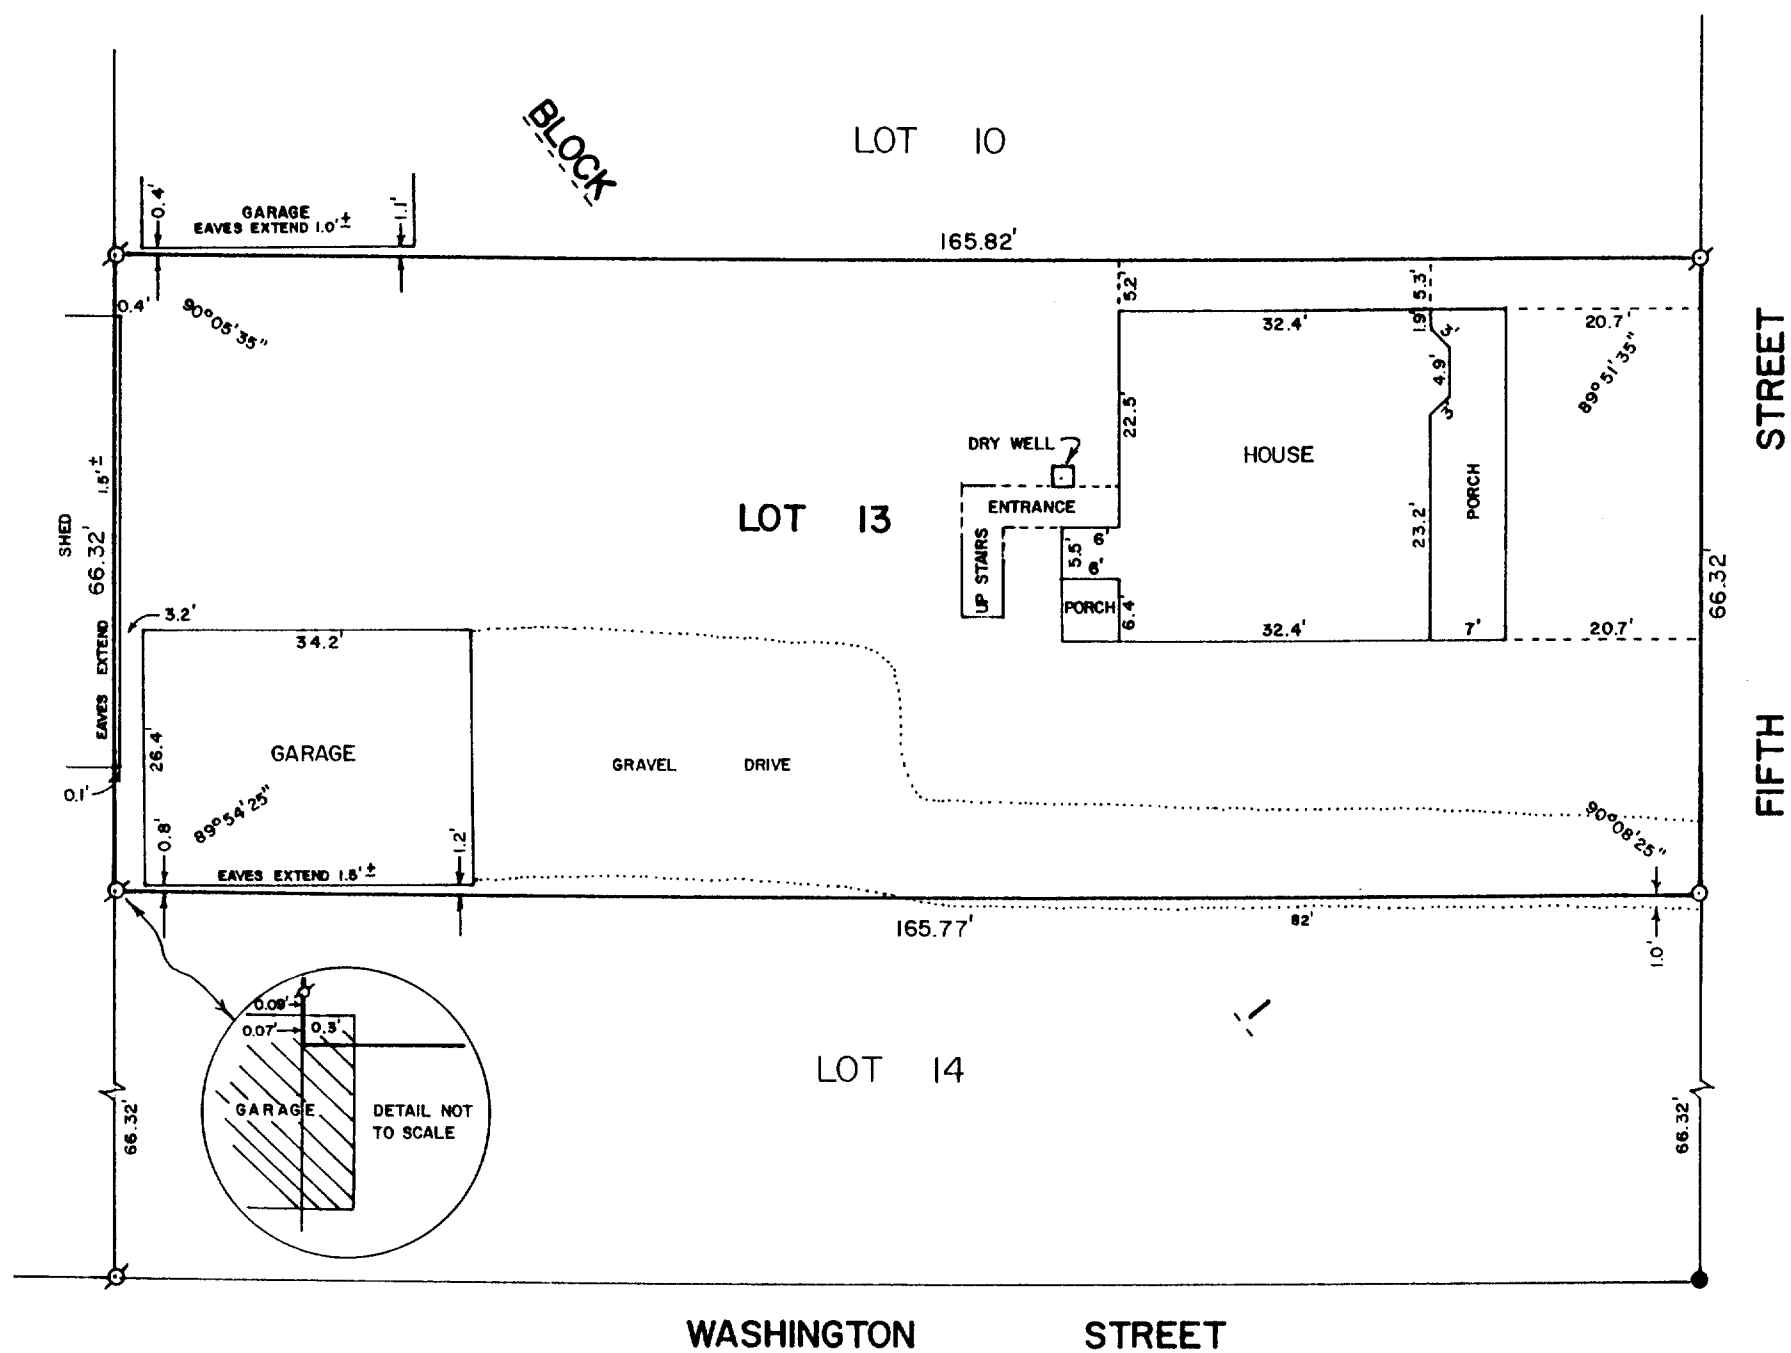 BLOCK
LOT 10
0.4'
GARAGE
EAVES EXTEND 1.0'±
1.1'
165.82'
0.4'
90°05'35"
5.2'
5.3'
32.4'
1.9'
3'
4.9'
3'
20.7'
89°51'35"
STREET
22.5'
HOUSE
DRY WELL
ENTRANCE
UP STAIRS
LOT 13
6'
5.5'
6'
PORCH
6.4'
23.2'
PORCH
SHED
66.32'
EAVES EXTEND 1.5'±
66.32'
3.2'
34.2'
32.4'
7'
20.7'
26.4'
GARAGE
GRAVEL DRIVE
FIFTH
0.1'
89°54'25"
0.8'
1.2'
90°08'25"
EAVES EXTEND 1.5'±
165.77'
82'
1.0'
0.09'
0.07'
0.3'
GARAGE
DETAIL NOT
TO SCALE
LOT 14
1
66.32'
66.32'
WASHINGTON STREET